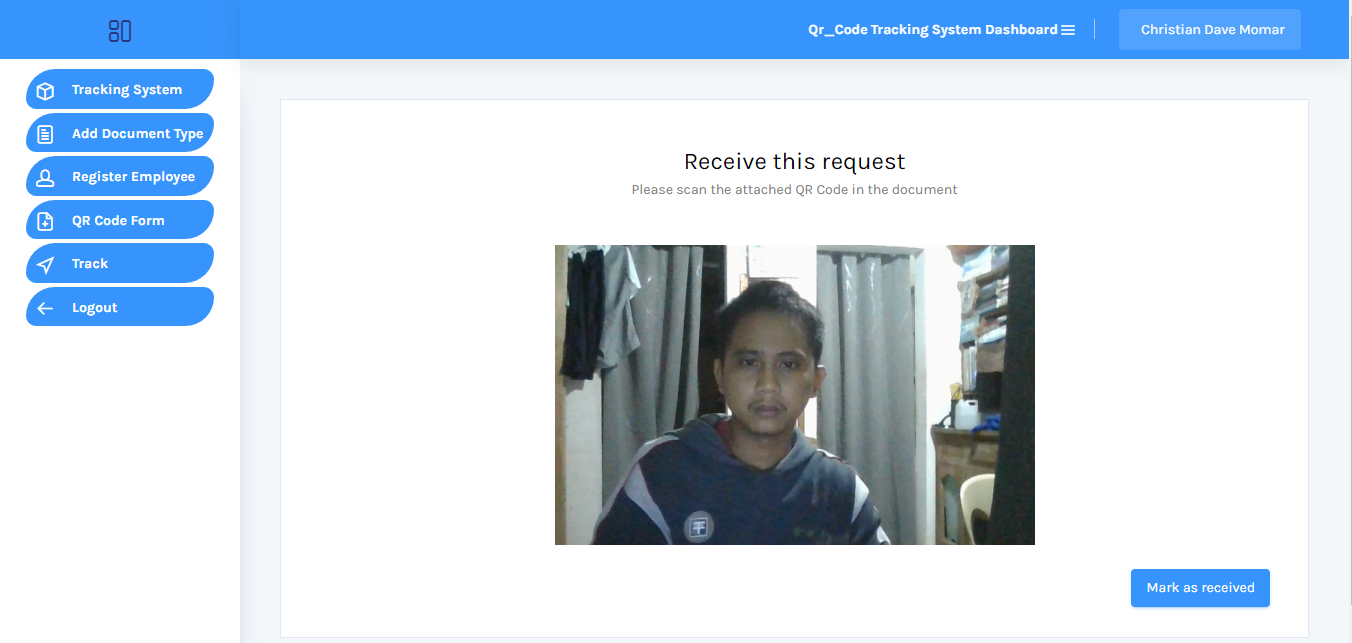 Qr_Code Tracking System Dashboard
Christian Dave Momar
Tracking System
Add Document Type
Register Employee
QR Code Form
Track
Logout
Receive this request
Please scan the attached QR Code in the document
Mark as received